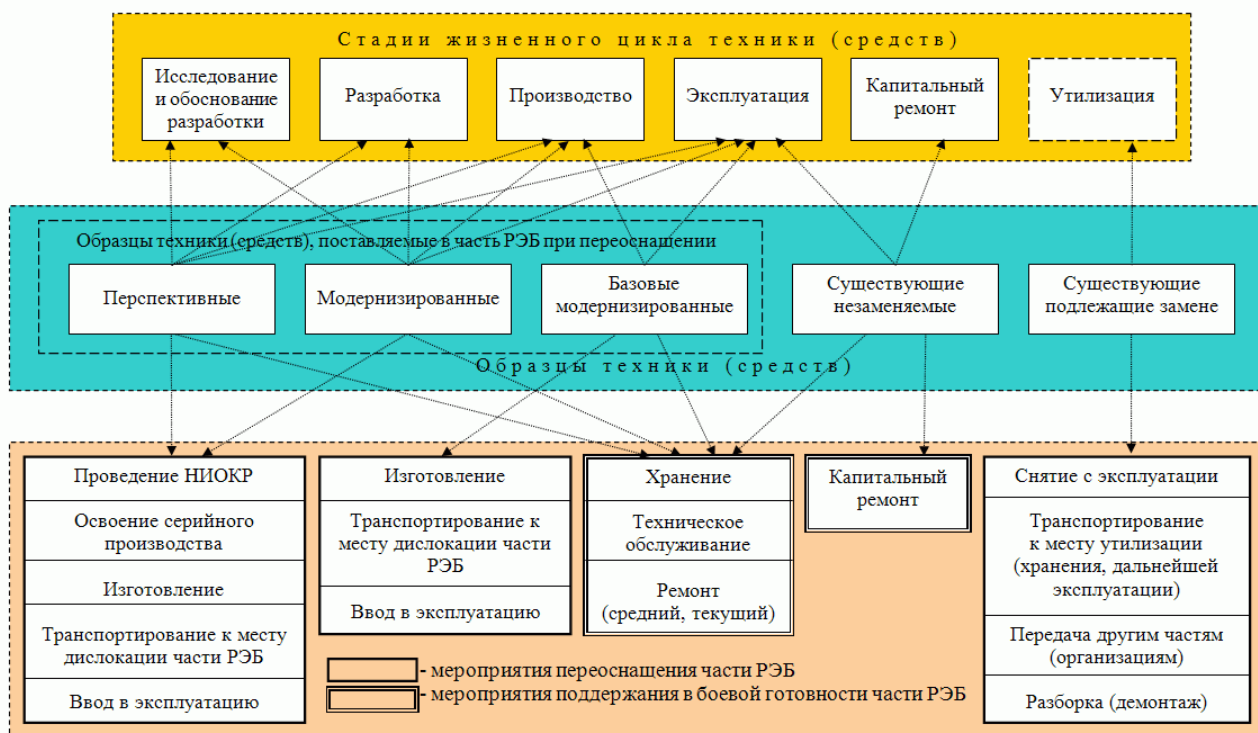 Стадии жизненного цикла техники (средств)
Исследование
и обоснование
разработки
Разработка
Производство
Эксплуатация
Капитальный
ремонт
Утилизация
Образцы техники (средств), поставляемые в часть РЭБ при переоснащении
Перспективные
Модернизированные
Базовые
модернизированные
Существующие
незаменяемые
Существующие
подлежащие замене
Образцы техники (средств)
Проведение НИОКР
Освоение серийного
производства
Изготовление
Транспортирование к месту
дислокации части РЭБ
Ввод в эксплуатацию
Изготовление
Транспортирование к
месту дислокации части
РЭБ
Ввод в эксплуатацию
Хранение
Техническое
обслуживание
Ремонт
(средний, текущий)
Капитальный
ремонт
Снятие с эксплуатации
Транспортирование
к месту утилизации
(хранения, дальнейшей
эксплуатации)
Передача другим частям
(организациям)
Разборка (демонтаж)
- мероприятия переоснащения части РЭБ
- мероприятия поддержания в боевой готовности части РЭБ